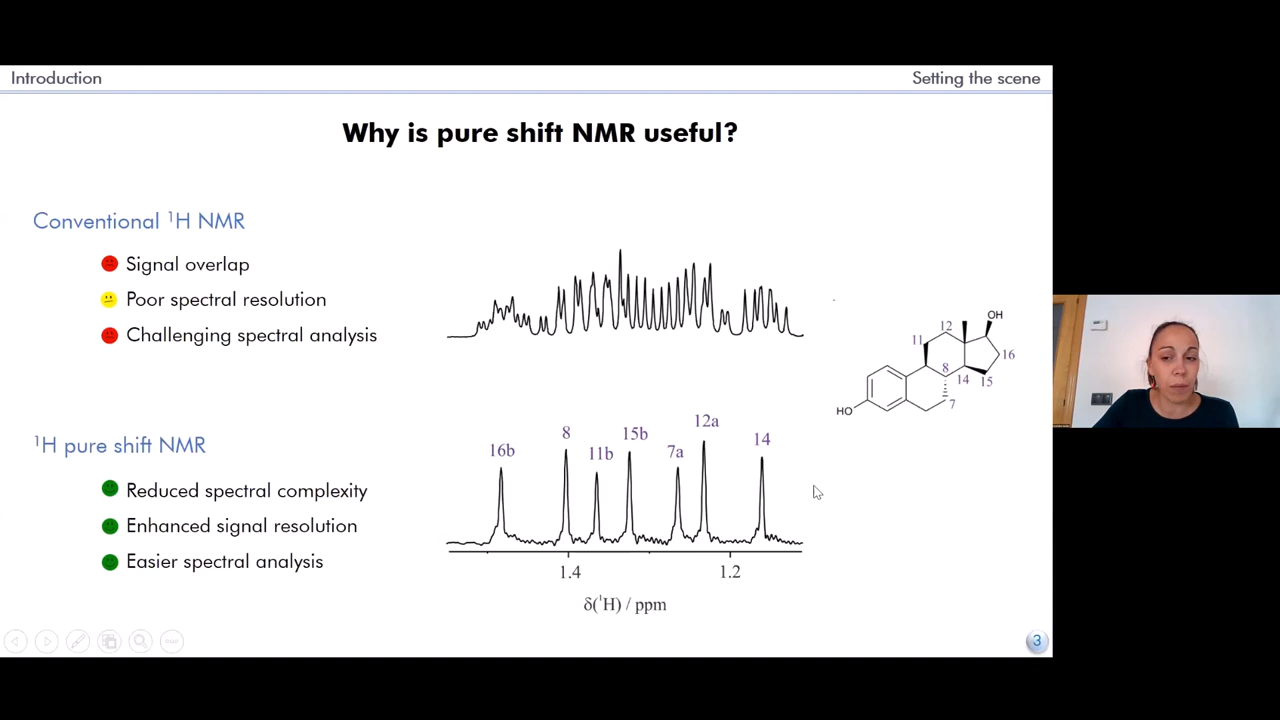 Introduction
Setting the scene
Why is pure shift NMR useful?
Conventional ¹H NMR
Signal overlap
Poor spectral resolution
Challenging spectral analysis
OH
12
11
16
8
14
15
7
HO
¹H pure shift NMR
Reduced spectral complexity
Enhanced signal resolution
Easier spectral analysis
16b
8
11b
15b
7a
12a
14
1.4
1.2
δ(¹H) / ppm
3